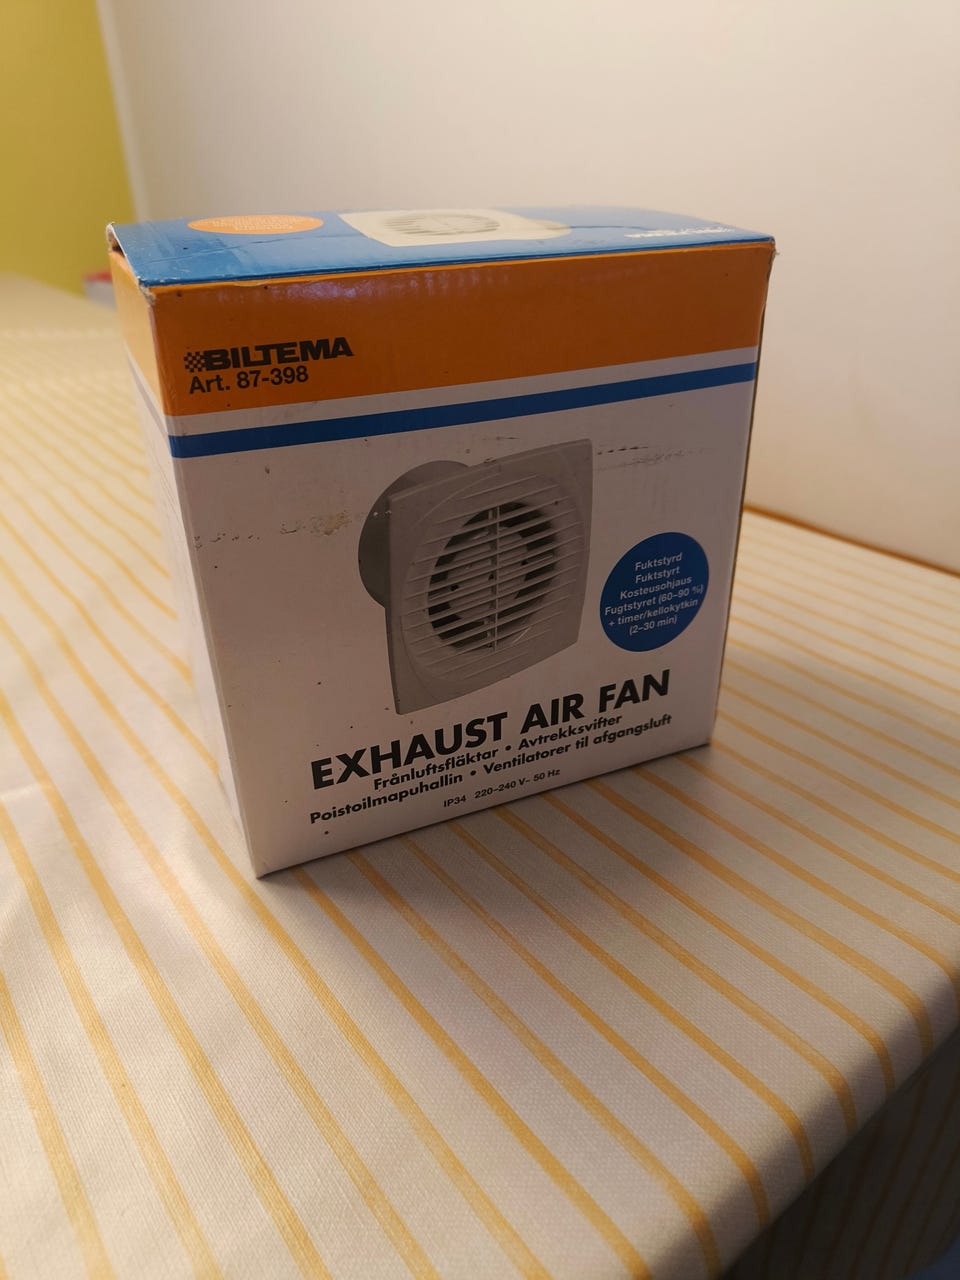 BILTEMA
Art. 87-398
Fuktstyrd
Fuktstyrt
Kosteusohjaus
Fugtstyret (60–90 %)
+ timer/kellokytkin
(2–30 min)
EXHAUST AIR FAN
Frånluftsfläktar • Avtrekksvifter
Poistoilmapuhallin • Ventilatorer til afgangsluft
IP34 220–240 V~ 50 Hz